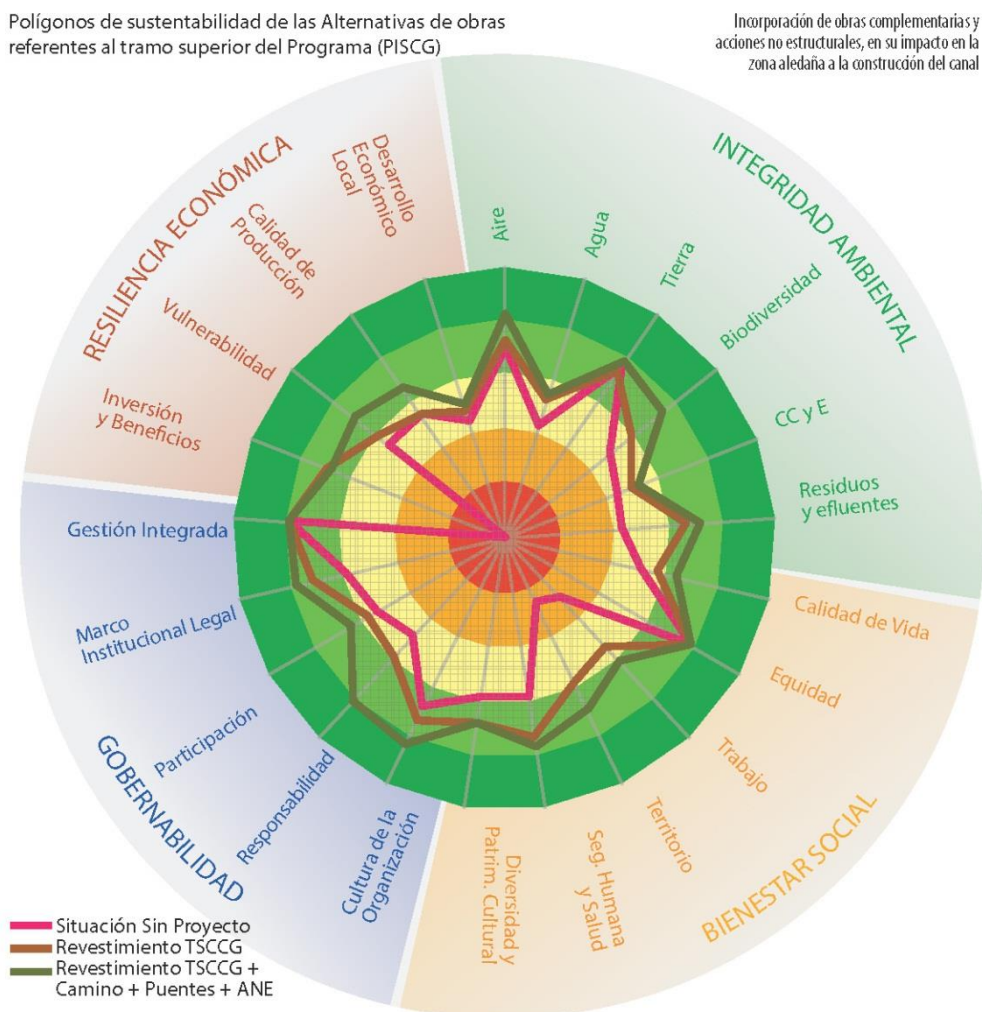 Polígonos de sustentabilidad de las Alternativas de obras
referentes al tramo superior del Programa (PISCG)
Incorporación de obras complementarias y
acciones no estructurales, en su impacto en la
zona aledaña a la construcción del canal
RESILIENCIA ECONÓMICA
Desarrollo
Económico
Local
Calidad de
Producción
Vulnerabilidad
Inversión
y Beneficios
INTEGRIDAD AMBIENTAL
Aire
Agua
Tierra
Biodiversidad
CC y E
Residuos
y efluentes
BIENESTAR SOCIAL
Calidad de Vida
Equidad
Trabajo
Territorio
Seg. Humana
y Salud
Diversidad y
Patrim. Cultural
GOBERNABILIDAD
Gestión Integrada
Marco
Institucional Legal
Participación
Responsabilidad
Cultura de la
Organización
Situación Sin Proyecto
Revestimiento TSCCG
Revestimiento TSCCG +
Camino + Puentes + ANE